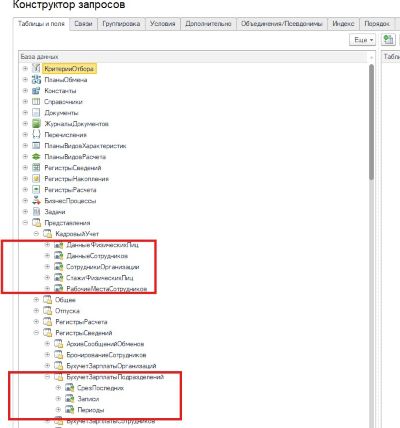 Конструктор запросов
Таблицы и поля Связи Группировка Условия Дополнительно Объединения/Псевдонимы Индекс Порядок
Еще
База данных
КритерииОтбора
ПланыОбмена
Константы
Справочники
Документы
ЖурналыДокументов
Перечисления
ПланыВидовХарактеристик
ПланыВидовРасчета
РегистрыСведений
РегистрыНакопления
РегистрыРасчета
БизнесПроцессы
Задачи
Представления
КадровыйУчет
ДанныеФизическихЛиц
ДанныеСотрудников
СотрудникиОрганизации
СтажиФизическихЛиц
РабочиеМестаСотрудников
Общее
Отпуска
РегистрыРасчета
РегистрыСведений
АрхивСообщенийОбменов
БронированиеСотрудников
БухучетЗарплатыОрганизаций
БухучетЗарплатыПодразделений
СрезПоследних
Записи
Периоды
БухучетЗарплатыСотрудников